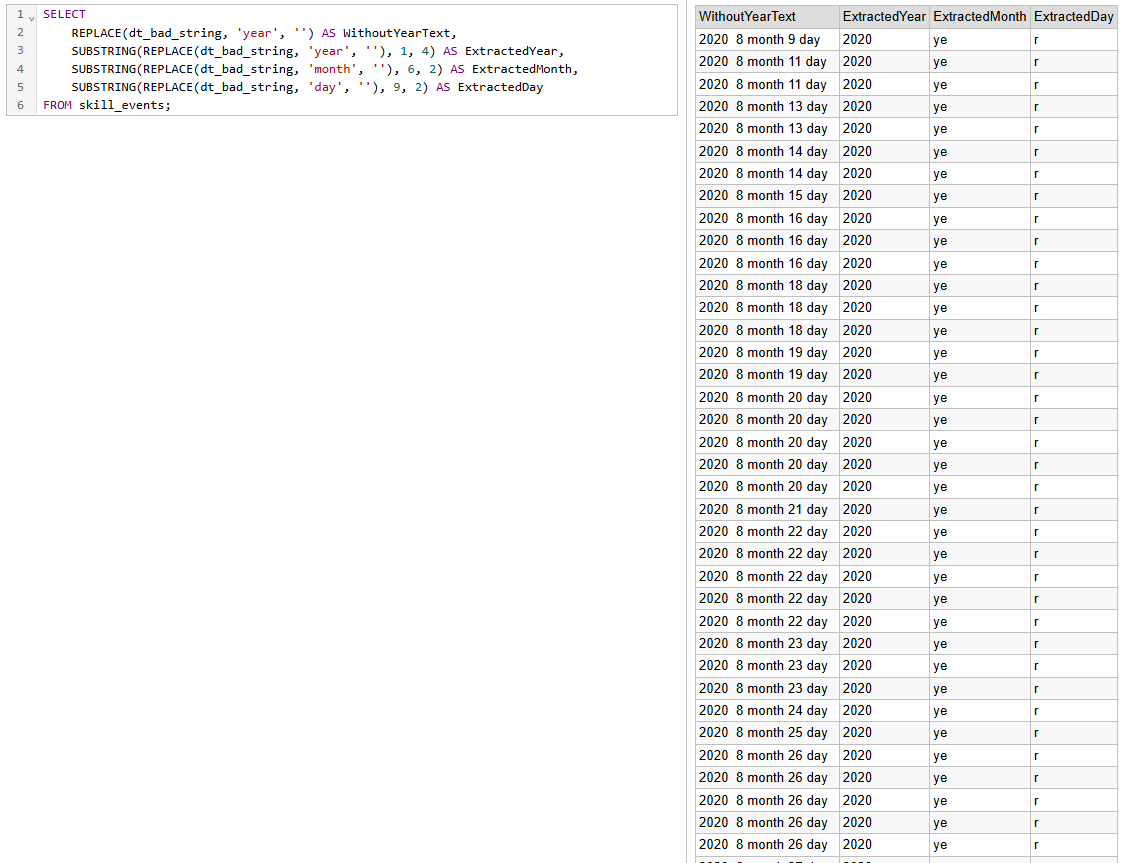 1 SELECT
2 REPLACE(dt_bad_string, 'year', '') AS WithoutYearText,
3 SUBSTRING(REPLACE(dt_bad_string, 'year', ''), 1, 4) AS ExtractedYear,
4 SUBSTRING(REPLACE(dt_bad_string, 'month', ''), 6, 2) AS ExtractedMonth,
5 SUBSTRING(REPLACE(dt_bad_string, 'day', ''), 9, 2) AS ExtractedDay
6 FROM skill_events;
WithoutYearText ExtractedYear ExtractedMonth ExtractedDay
2020  8 month 9 day 2020 ye r
2020  8 month 11 day 2020 ye r
2020  8 month 11 day 2020 ye r
2020  8 month 13 day 2020 ye r
2020  8 month 13 day 2020 ye r
2020  8 month 14 day 2020 ye r
2020  8 month 14 day 2020 ye r
2020  8 month 15 day 2020 ye r
2020  8 month 16 day 2020 ye r
2020  8 month 16 day 2020 ye r
2020  8 month 16 day 2020 ye r
2020  8 month 18 day 2020 ye r
2020  8 month 18 day 2020 ye r
2020  8 month 18 day 2020 ye r
2020  8 month 19 day 2020 ye r
2020  8 month 19 day 2020 ye r
2020  8 month 20 day 2020 ye r
2020  8 month 20 day 2020 ye r
2020  8 month 20 day 2020 ye r
2020  8 month 20 day 2020 ye r
2020  8 month 20 day 2020 ye r
2020  8 month 21 day 2020 ye r
2020  8 month 22 day 2020 ye r
2020  8 month 22 day 2020 ye r
2020  8 month 22 day 2020 ye r
2020  8 month 22 day 2020 ye r
2020  8 month 22 day 2020 ye r
2020  8 month 23 day 2020 ye r
2020  8 month 23 day 2020 ye r
2020  8 month 23 day 2020 ye r
2020  8 month 24 day 2020 ye r
2020  8 month 25 day 2020 ye r
2020  8 month 26 day 2020 ye r
2020  8 month 26 day 2020 ye r
2020  8 month 26 day 2020 ye r
2020  8 month 26 day 2020 ye r
2020  8 month 26 day 2020 ye r